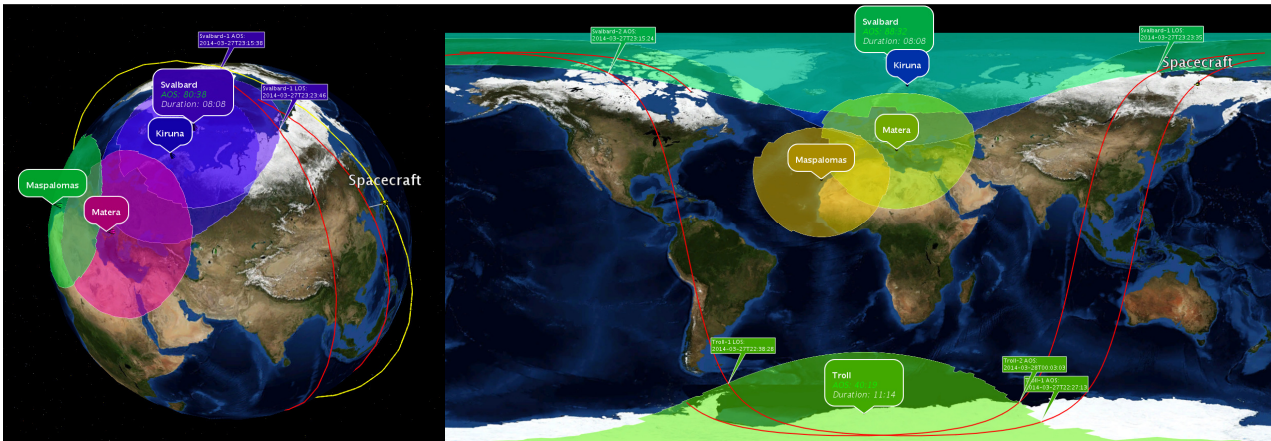 Svalbard-1 AOS:
2014-03-27T23:15:38
Svalbard
AOS: 80:38
Duration: 08:08
Svalbard-1 LOS:
2014-03-27T23:23:46
Kiruna
Maspalomas
Matera
Spacecraft
Svalbard-2 AOS:
2014-03-27T23:15:24
Svalbard
Duration: 08:08
Kiruna
Svalbard-1 LOS:
2014-03-27T23:23:35
Spacecraft
Matera
Maspalomas
Troll-1 LOS:
2014-03-27T22:38:28
Troll
Duration: 11:14
Troll-2 AOS:
2014-03-28T00:03:03
Troll-1 AOS:
2014-03-27T22:27:13